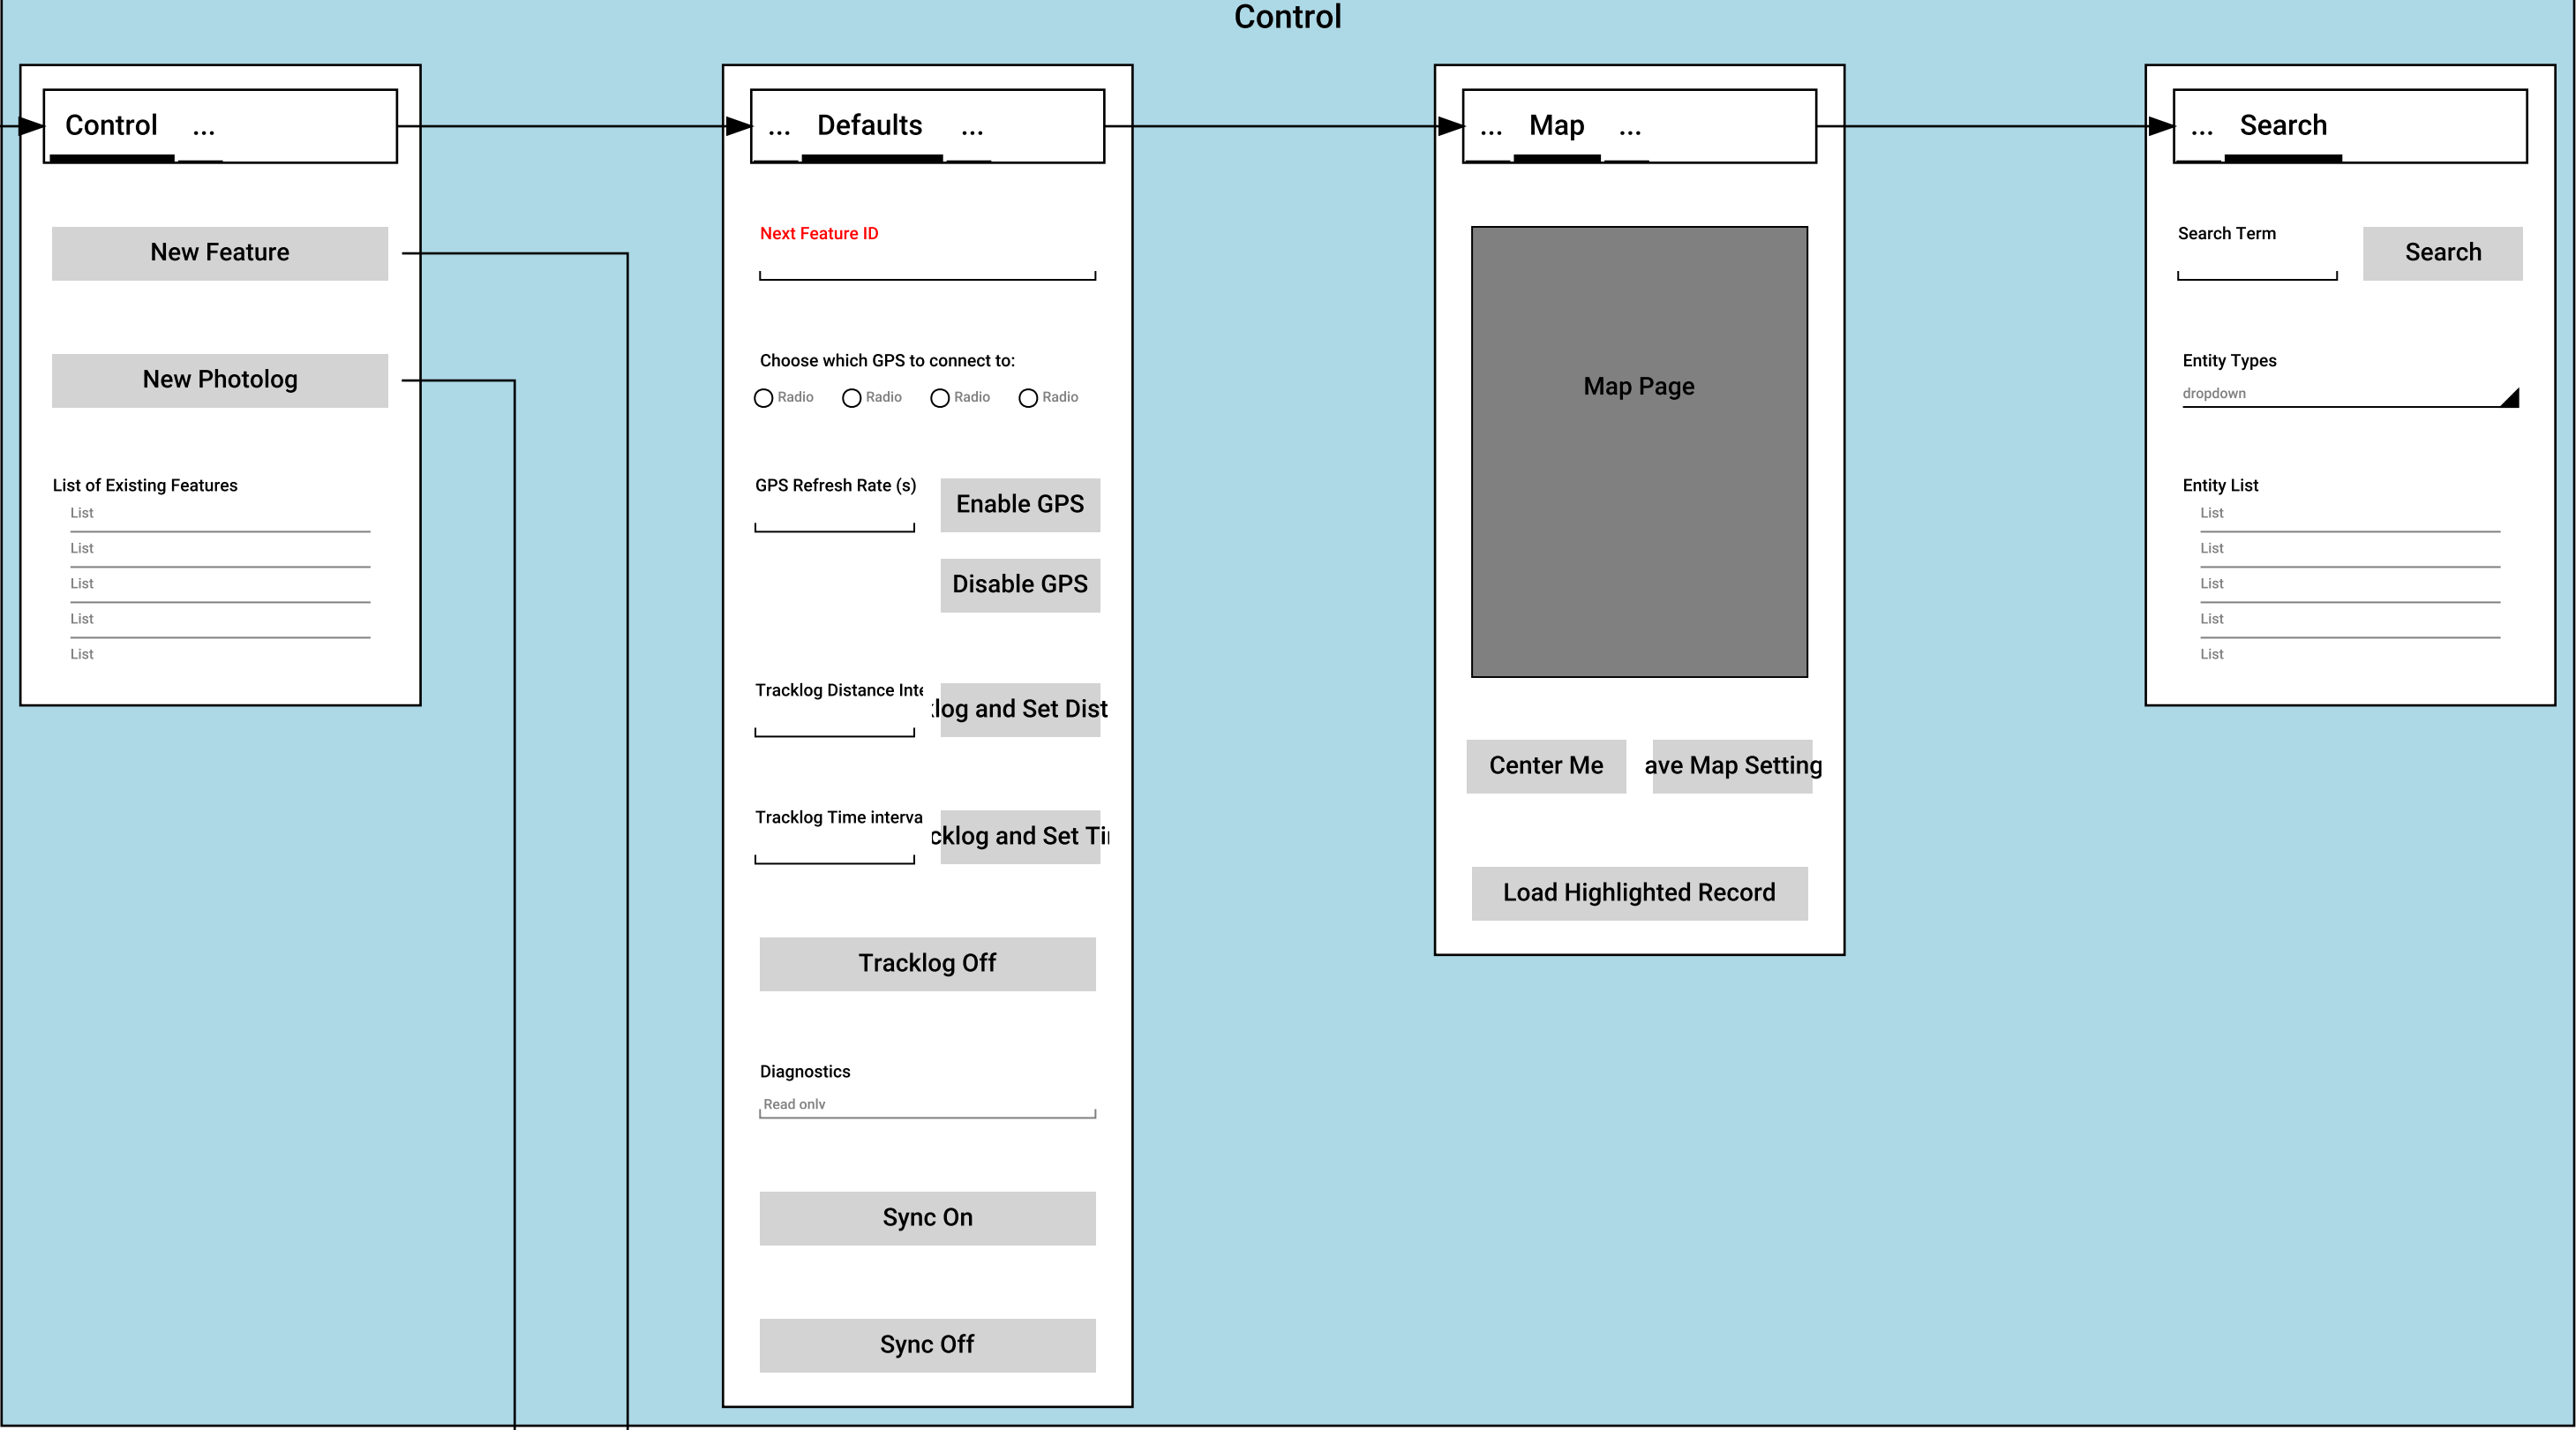 Control
Control ...
New Feature
New Photolog
List of Existing Features
List
List
List
List
List
... Defaults ...
Next Feature ID
Choose which GPS to connect to:
Radio Radio Radio Radio
GPS Refresh Rate (s)
Enable GPS
Disable GPS
Tracklog Distance Inte
log and Set Dist
Tracklog Time interva
cklog and Set Ti
Tracklog Off
Diagnostics
Read only
Sync On
Sync Off
... Map ...
Map Page
Center Me
ave Map Setting
Load Highlighted Record
... Search
Search Term
Search
Entity Types
dropdown
Entity List
List
List
List
List
List